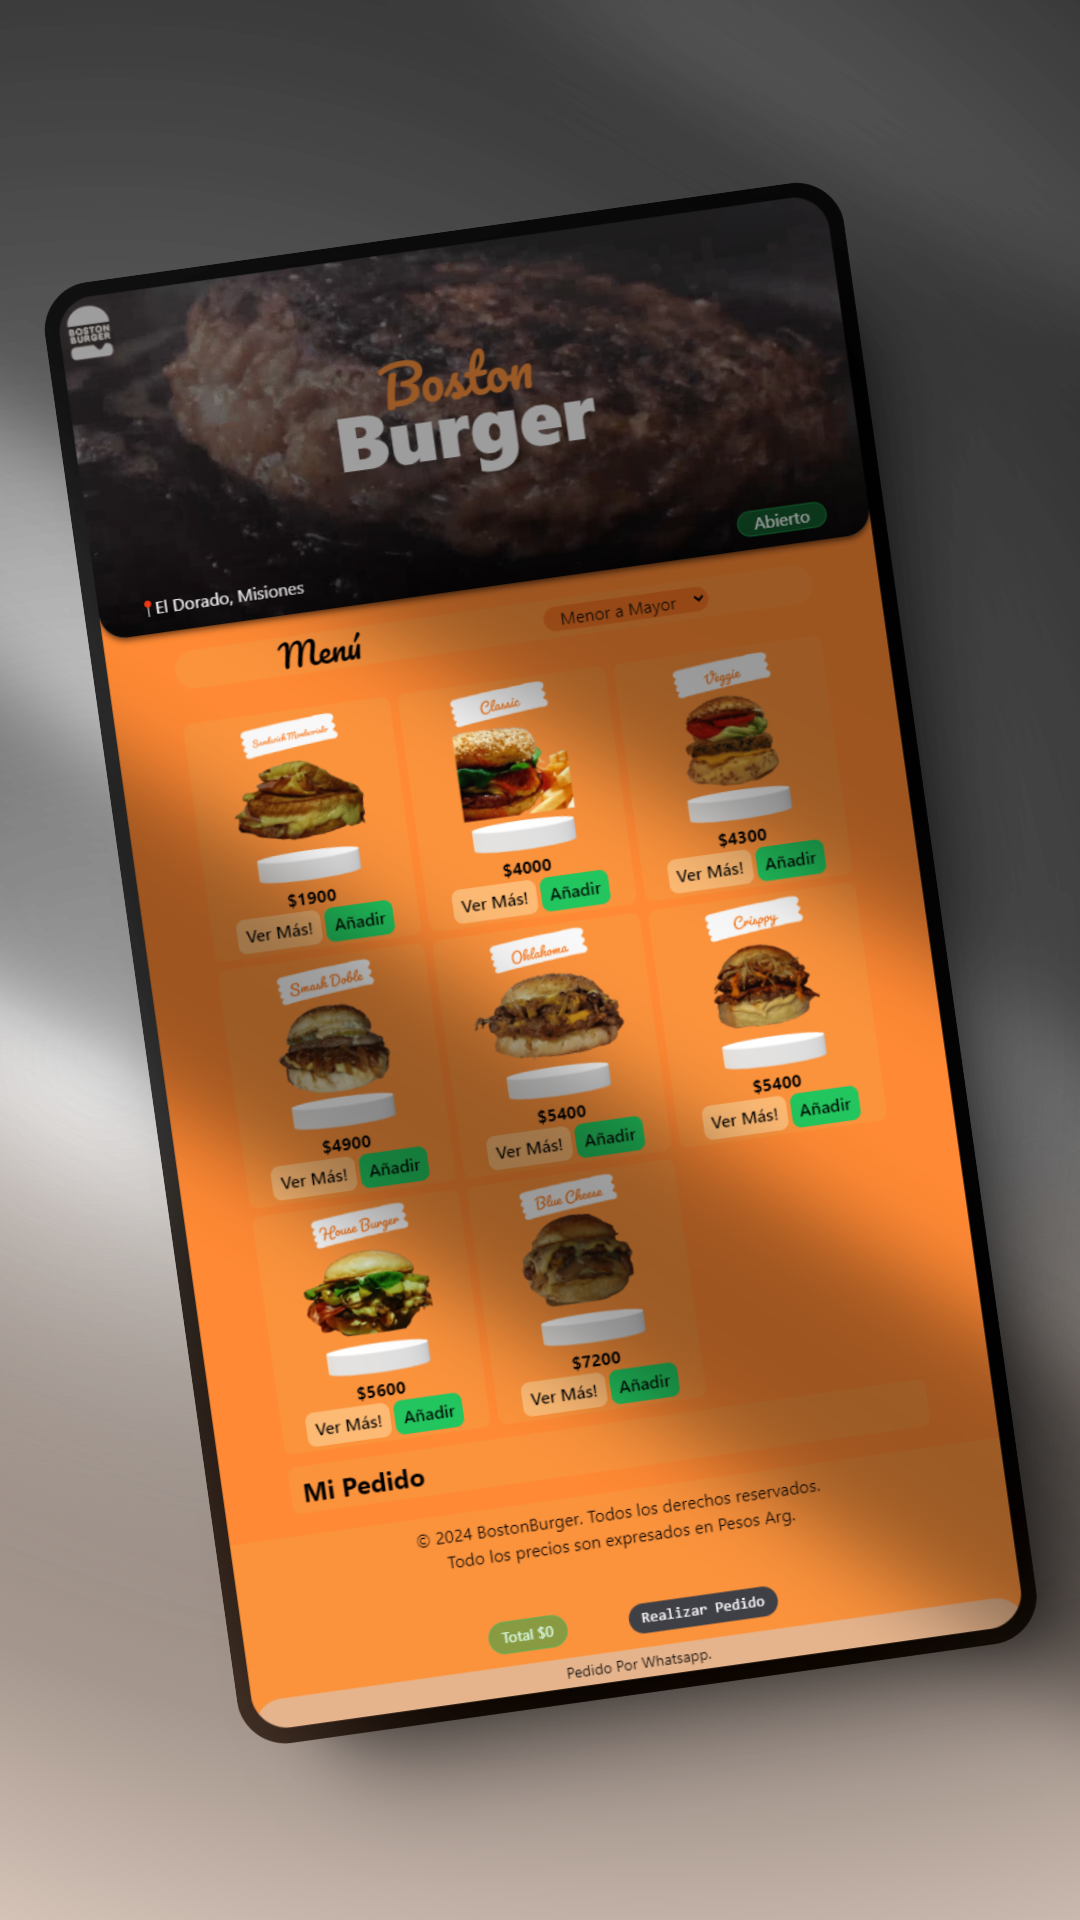 BOSTON
BURGER
Boston
Burger
Abierto
El Dorado, Misiones
Menú
Menor a Mayor
Sandwich Monteristo
$1900
Ver Más!
Añadir
Classic
$4000
Ver Más!
Añadir
Veggie
$4300
Ver Más!
Añadir
Smash Doble
$4900
Ver Más!
Añadir
Oklahoma
$5400
Ver Más!
Añadir
Crisppy
$5400
Ver Más!
Añadir
House Burger
$5600
Ver Más!
Añadir
Blue Cheese
$7200
Ver Más!
Añadir
Mi Pedido
© 2024 BostonBurger. Todos los derechos reservados.
Todo los precios son expresados en Pesos Arg.
Total $0
Realizar Pedido
Pedido Por Whatsapp.